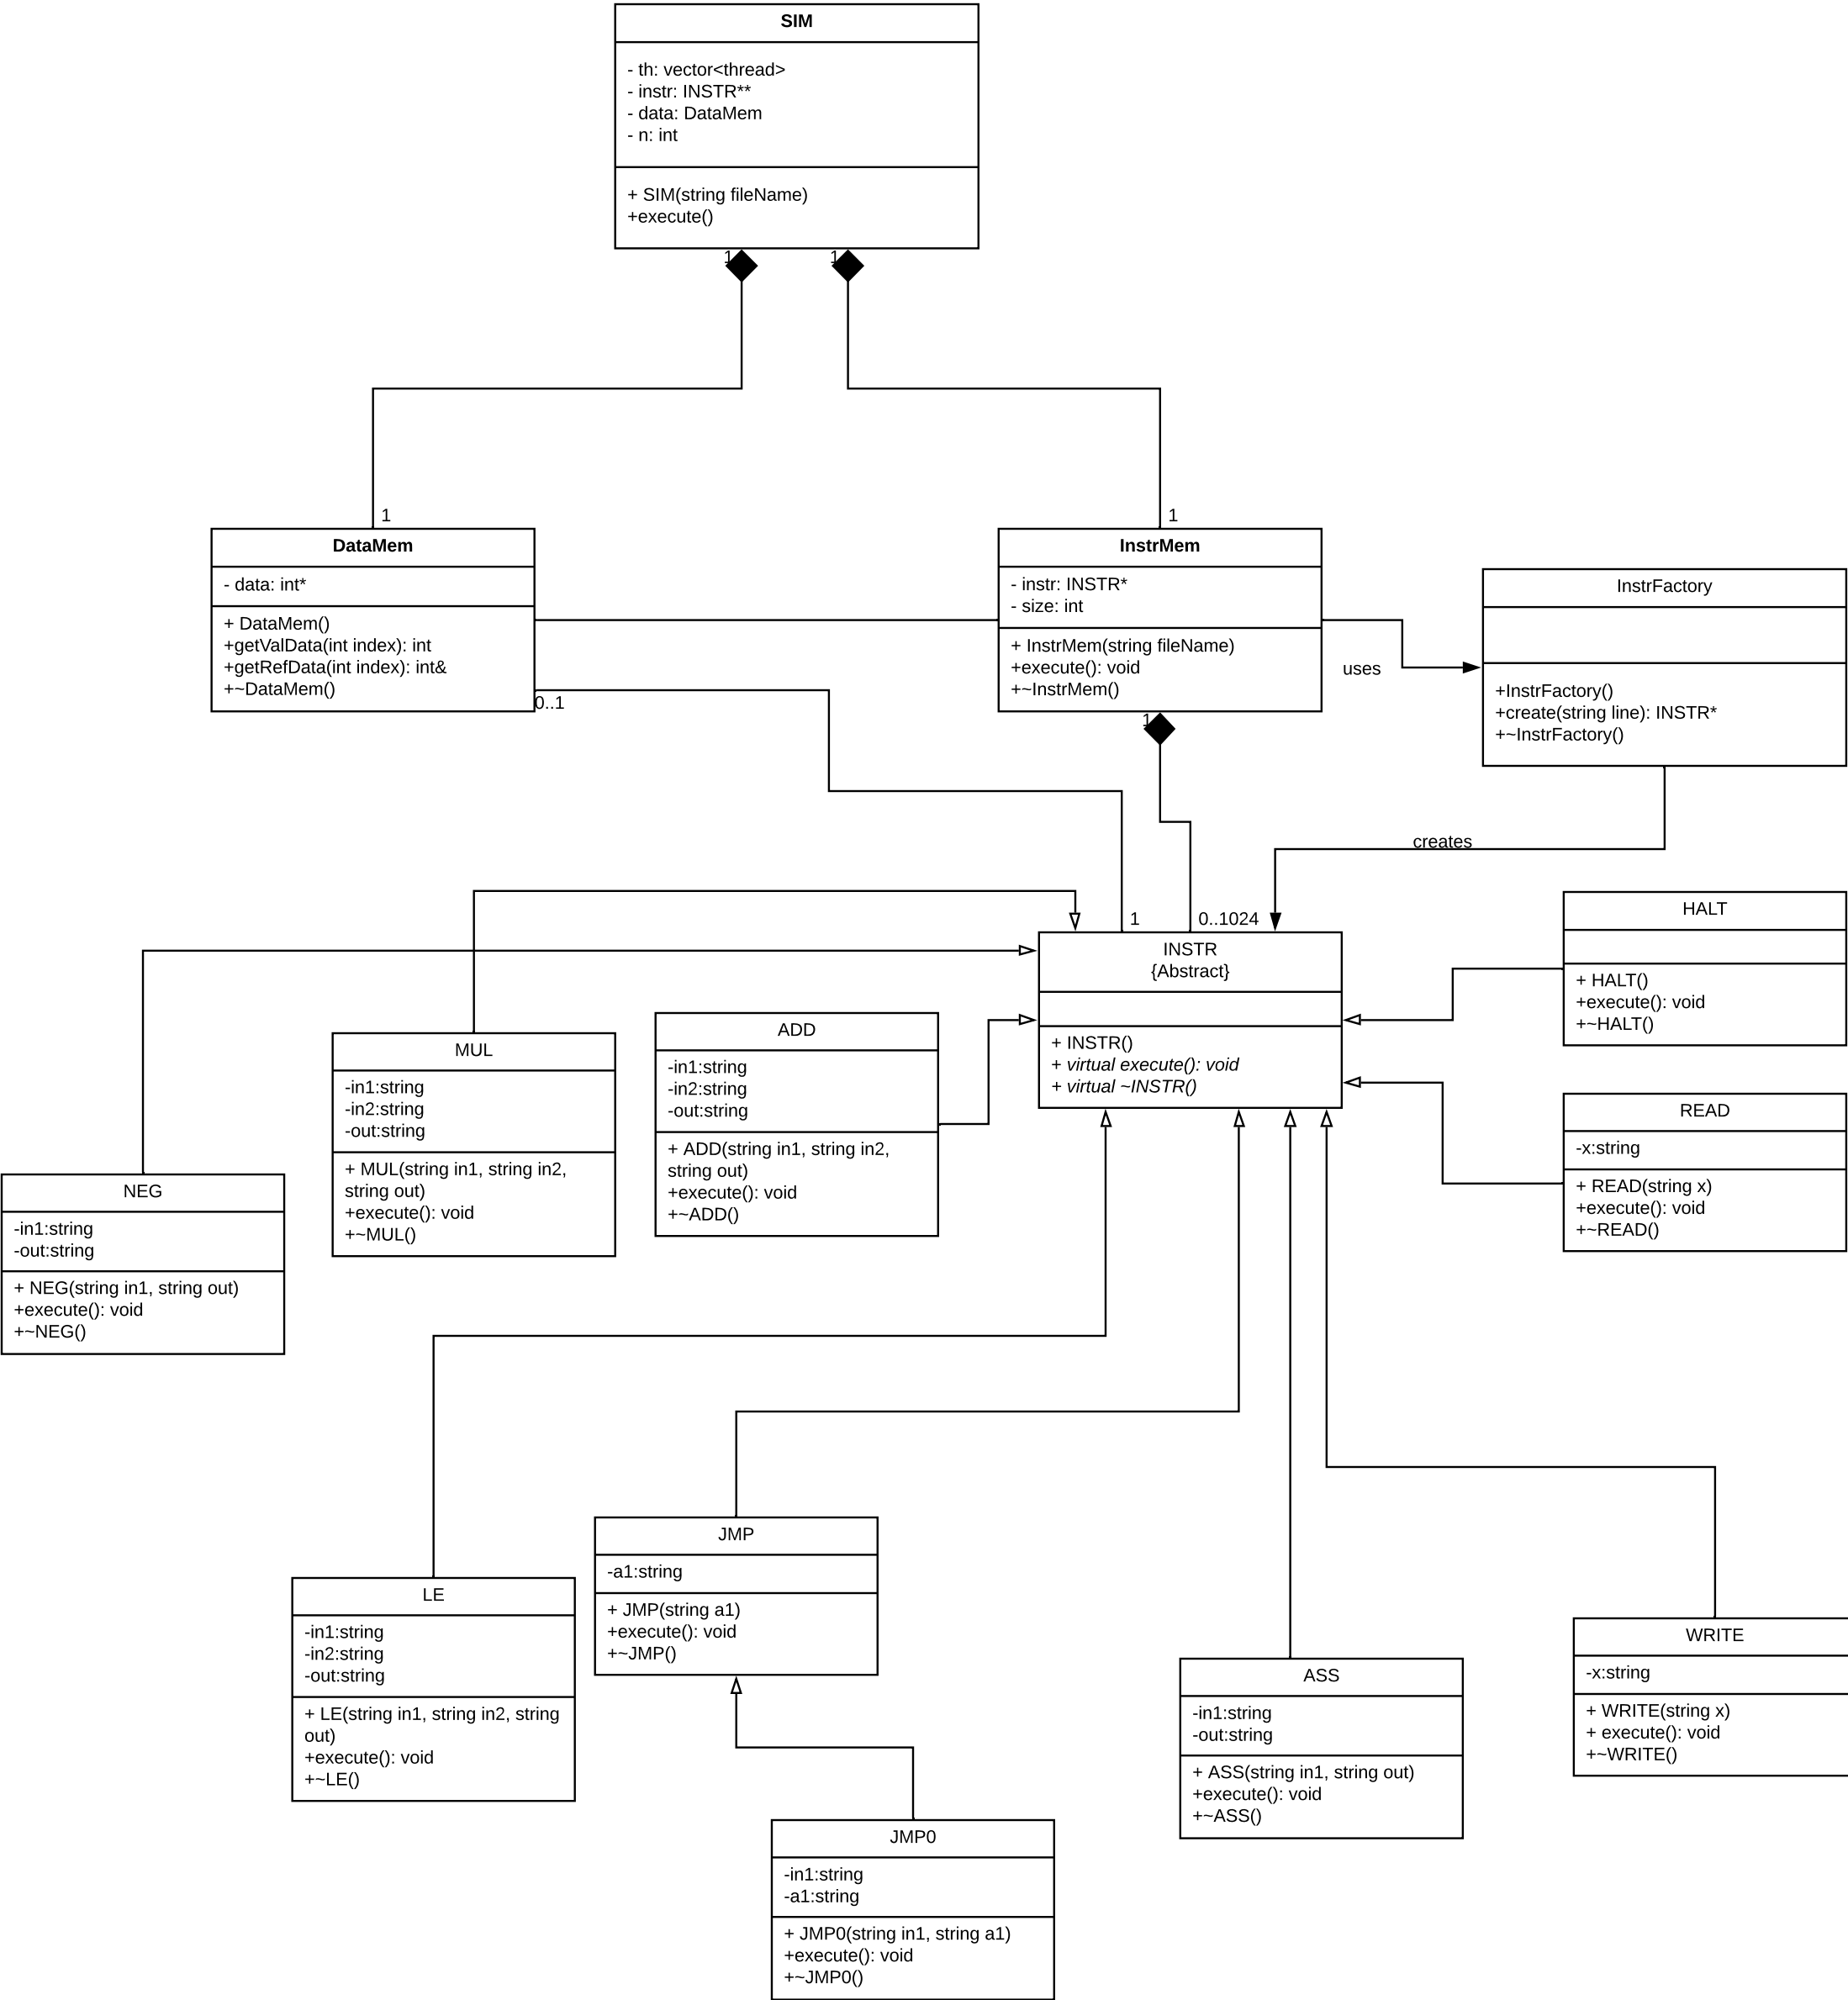 SIM
- th: vector<thread>
- instr: INSTR**
- data: DataMem
- n: int
+ SIM(string fileName)
+execute()
1
1
1
1
DataMem
- data: int*
+ DataMem()
+getValData(int index): int
+getRefData(int index): int&
+~DataMem()
0..1
InstrMem
- instr: INSTR*
- size: int
+ InstrMem(string fileName)
+execute(): void
+~InstrMem()
1
uses
InstrFactory
+InstrFactory()
+create(string line): INSTR*
+~InstrFactory()
creates
1
0..1024
INSTR
{Abstract}
+ INSTR()
+ virtual execute(): void
+ virtual ~INSTR()
HALT
+ HALT()
+execute(): void
+~HALT()
READ
-x:string
+ READ(string x)
+execute(): void
+~READ()
ADD
-in1:string
-in2:string
-out:string
+ ADD(string in1, string in2,
string out)
+execute(): void
+~ADD()
MUL
-in1:string
-in2:string
-out:string
+ MUL(string in1, string in2,
string out)
+execute(): void
+~MUL()
NEG
-in1:string
-out:string
+ NEG(string in1, string out)
+execute(): void
+~NEG()
LE
-in1:string
-in2:string
-out:string
+ LE(string in1, string in2, string
out)
+execute(): void
+~LE()
JMP
-a1:string
+ JMP(string a1)
+execute(): void
+~JMP()
JMP0
-in1:string
-a1:string
+ JMP0(string in1, string a1)
+execute(): void
+~JMP0()
ASS
-in1:string
-out:string
+ ASS(string in1, string out)
+execute(): void
+~ASS()
WRITE
-x:string
+ WRITE(string x)
+ execute(): void
+~WRITE()